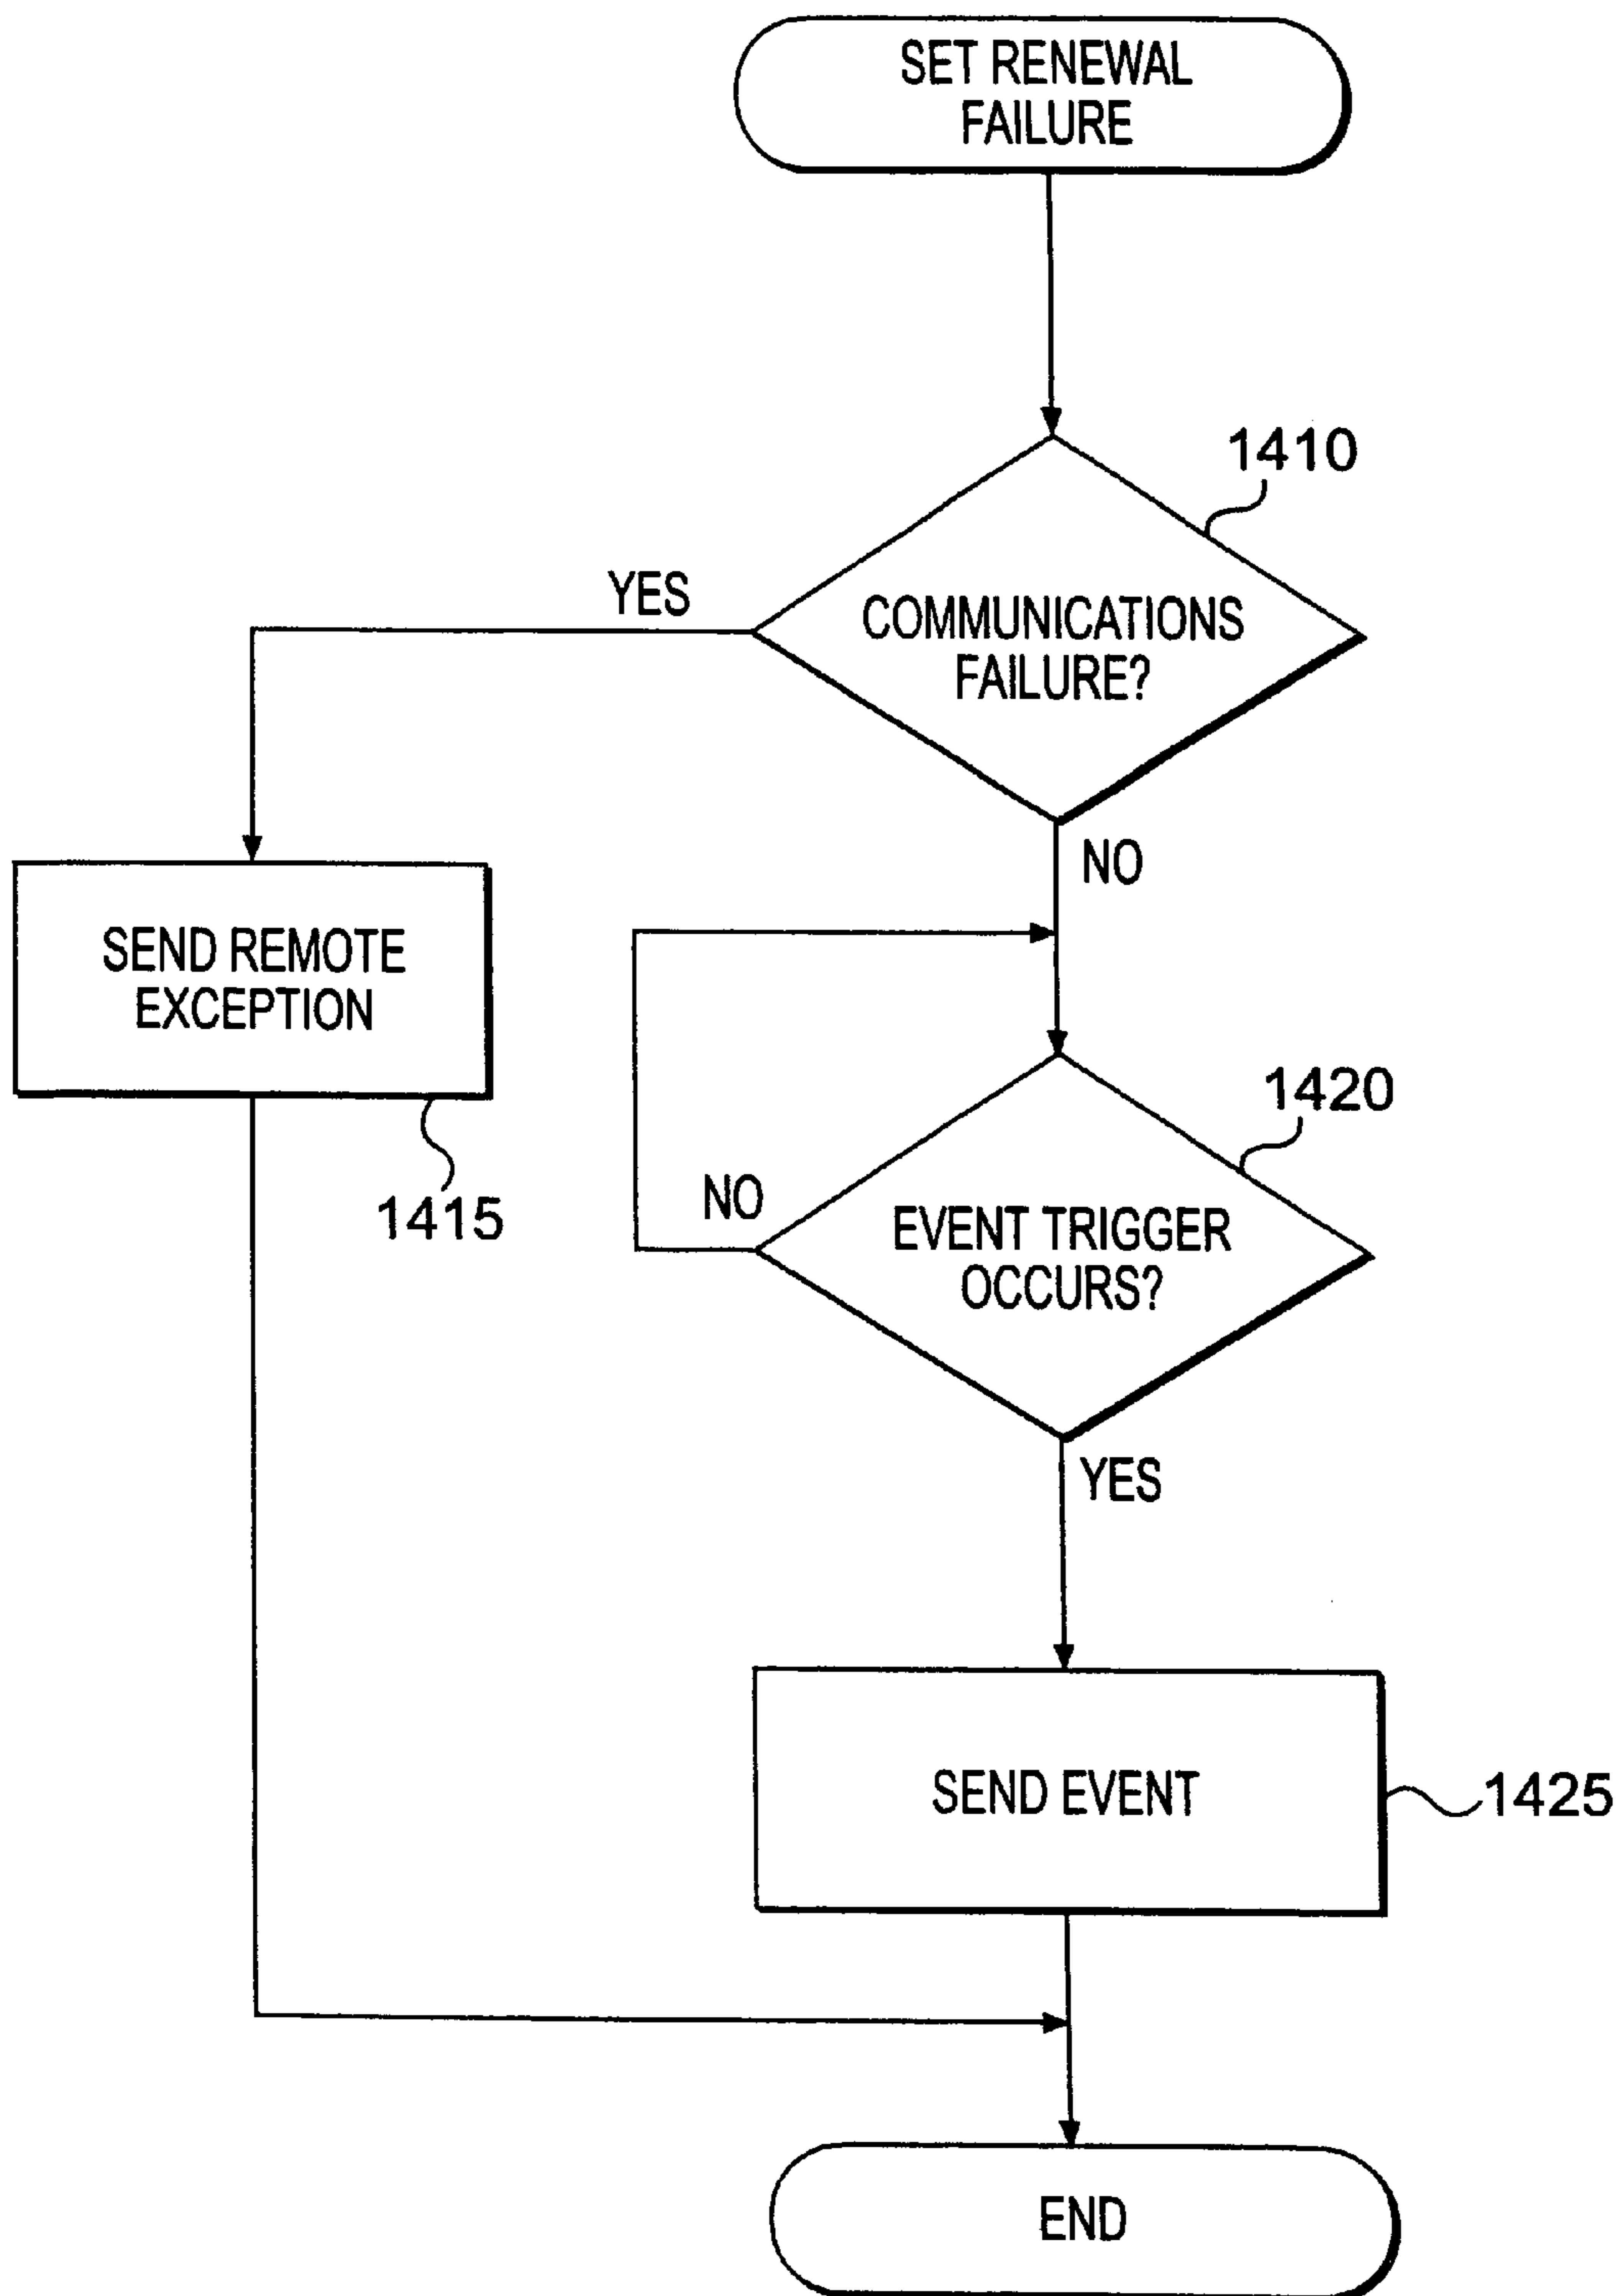 SET RENEWAL
FAILURE
1410
YES
COMMUNICATIONS
FAILURE?
NO
SEND REMOTE
EXCEPTION
1415
1420
NO
EVENT TRIGGER
OCCURS?
YES
SEND EVENT
1425
END